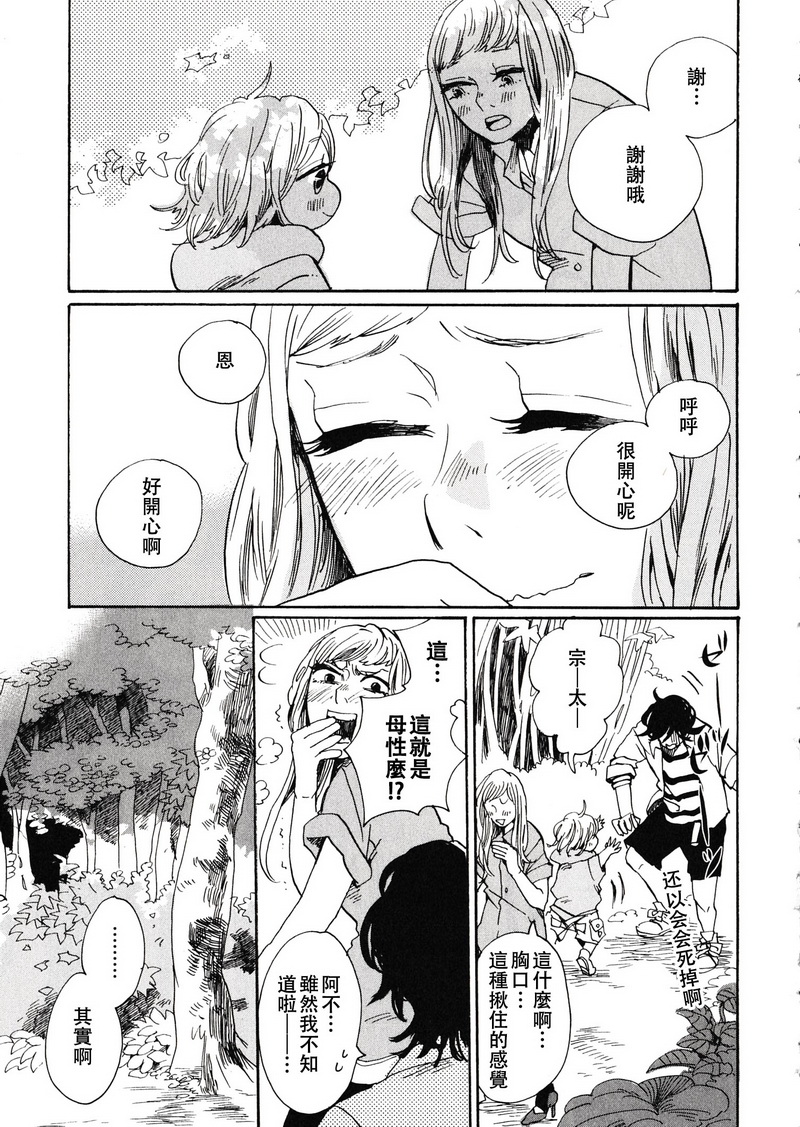 謝…
謝謝
哦
呼呼
很開心呢
恩
好開心啊
宗—太—
还以会会死掉啊
這什麼啊…
胸口…
這種揪住的感覺
這…
這就是
母性麼!?
阿不…
雖然我不知
道啦——…
………
其實啊